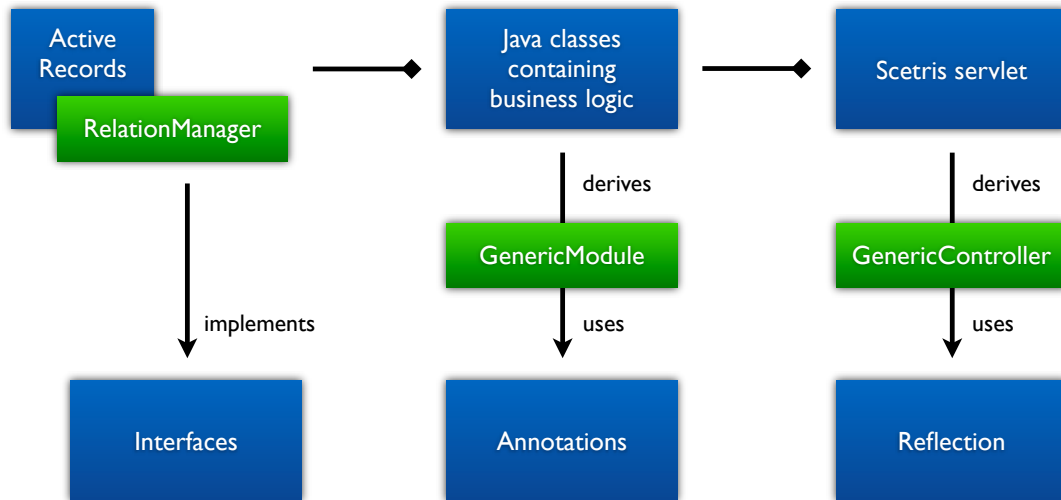 Active
Records
RelationManager
Java classes
containing
business logic
Scetris servlet
derives
derives
GenericModule
GenericController
implements
uses
uses
Interfaces
Annotations
Reflection